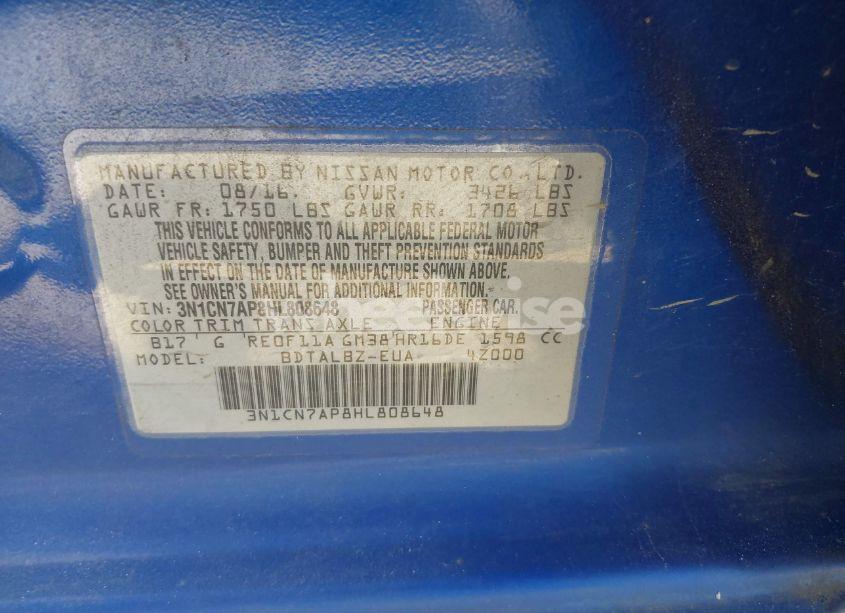 MANUFACTURED BY NISSAN MOTOR CO., LTD.
DATE: 08/16. GVWR: 3426 LBS
GAWR FR: 1750 LBS GAWR RR: 1708 LBS
THIS VEHICLE CONFORMS TO ALL APPLICABLE FEDERAL MOTOR
VEHICLE SAFETY, BUMPER AND THEFT PREVENTION STANDARDS
IN EFFECT ON THE DATE OF MANUFACTURE SHOWN ABOVE.
SEE OWNER'S MANUAL FOR ADDITIONAL INFORMATION.
VIN: 3N1CN7AP8HL808648 PASSENGER CAR.
COLOR TRIM TRANS AXLE ENGINE
B17 G RE0F11A GM38 HR16DE 1598 CC
MODEL: BDTALBZ-EUA 4Z000
3N1CN7AP8HL808648